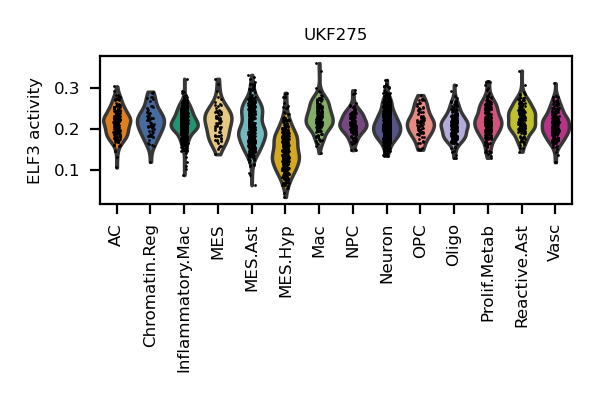 UKF275
ELF3 activity
0.3
0.2
0.1
AC
Chromatin.Reg
Inflammatory.Mac
MES
MES.Ast
MES.Hyp
Mac
NPC
Neuron
OPC
Oligo
Prolif.Metab
Reactive.Ast
Vasc